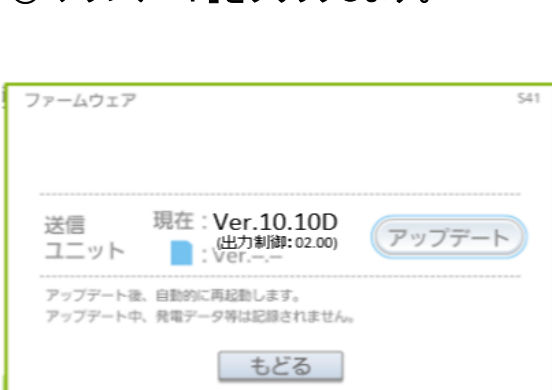 ファームウェア S41
送信 現在 : Ver.10.10D アップデート
ユニット (出力制御: 02.00)
: Ver.–.–
アップデート後、自動的に再起動します。
アップデート中、発電データ等は記録されません。
もどる